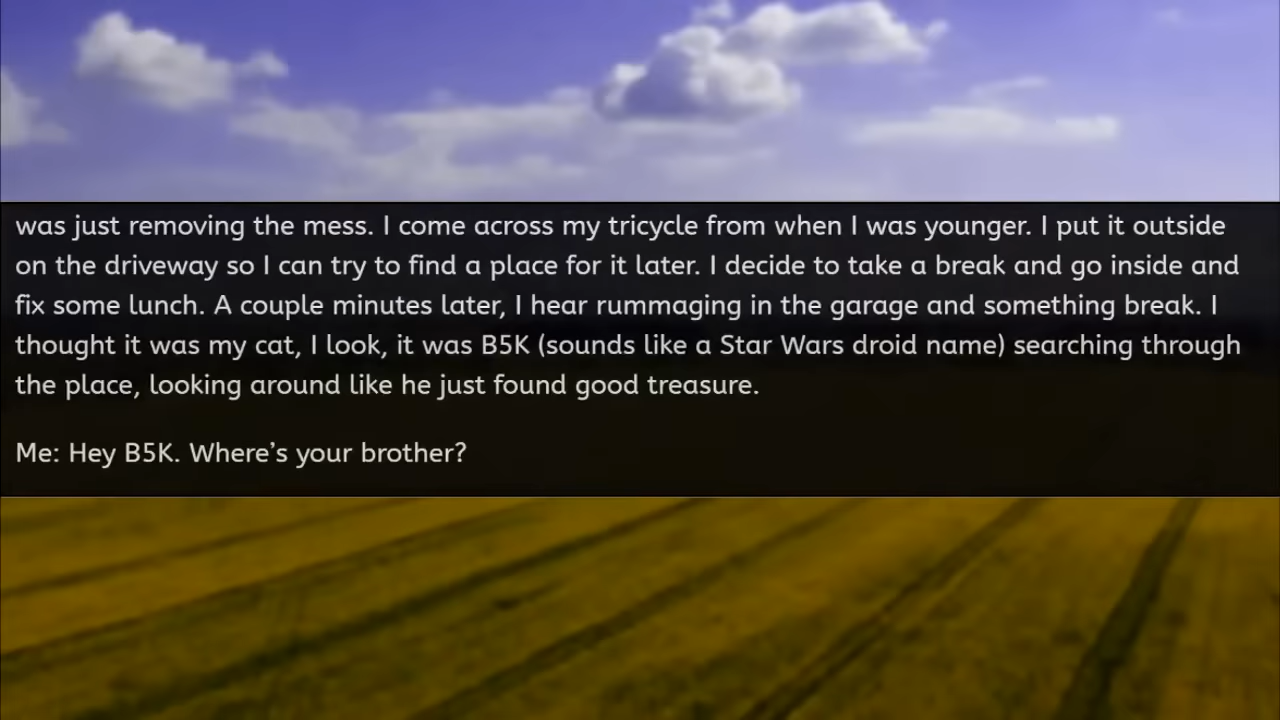 was just removing the mess. I come across my tricycle from when I was younger. I put it outside
on the driveway so I can try to find a place for it later. I decide to take a break and go inside and
fix some lunch. A couple minutes later, I hear rummaging in the garage and something break. I
thought it was my cat, I look, it was B5K (sounds like a Star Wars droid name) searching through
the place, looking around like he just found good treasure.
Me: Hey B5K. Where’s your brother?